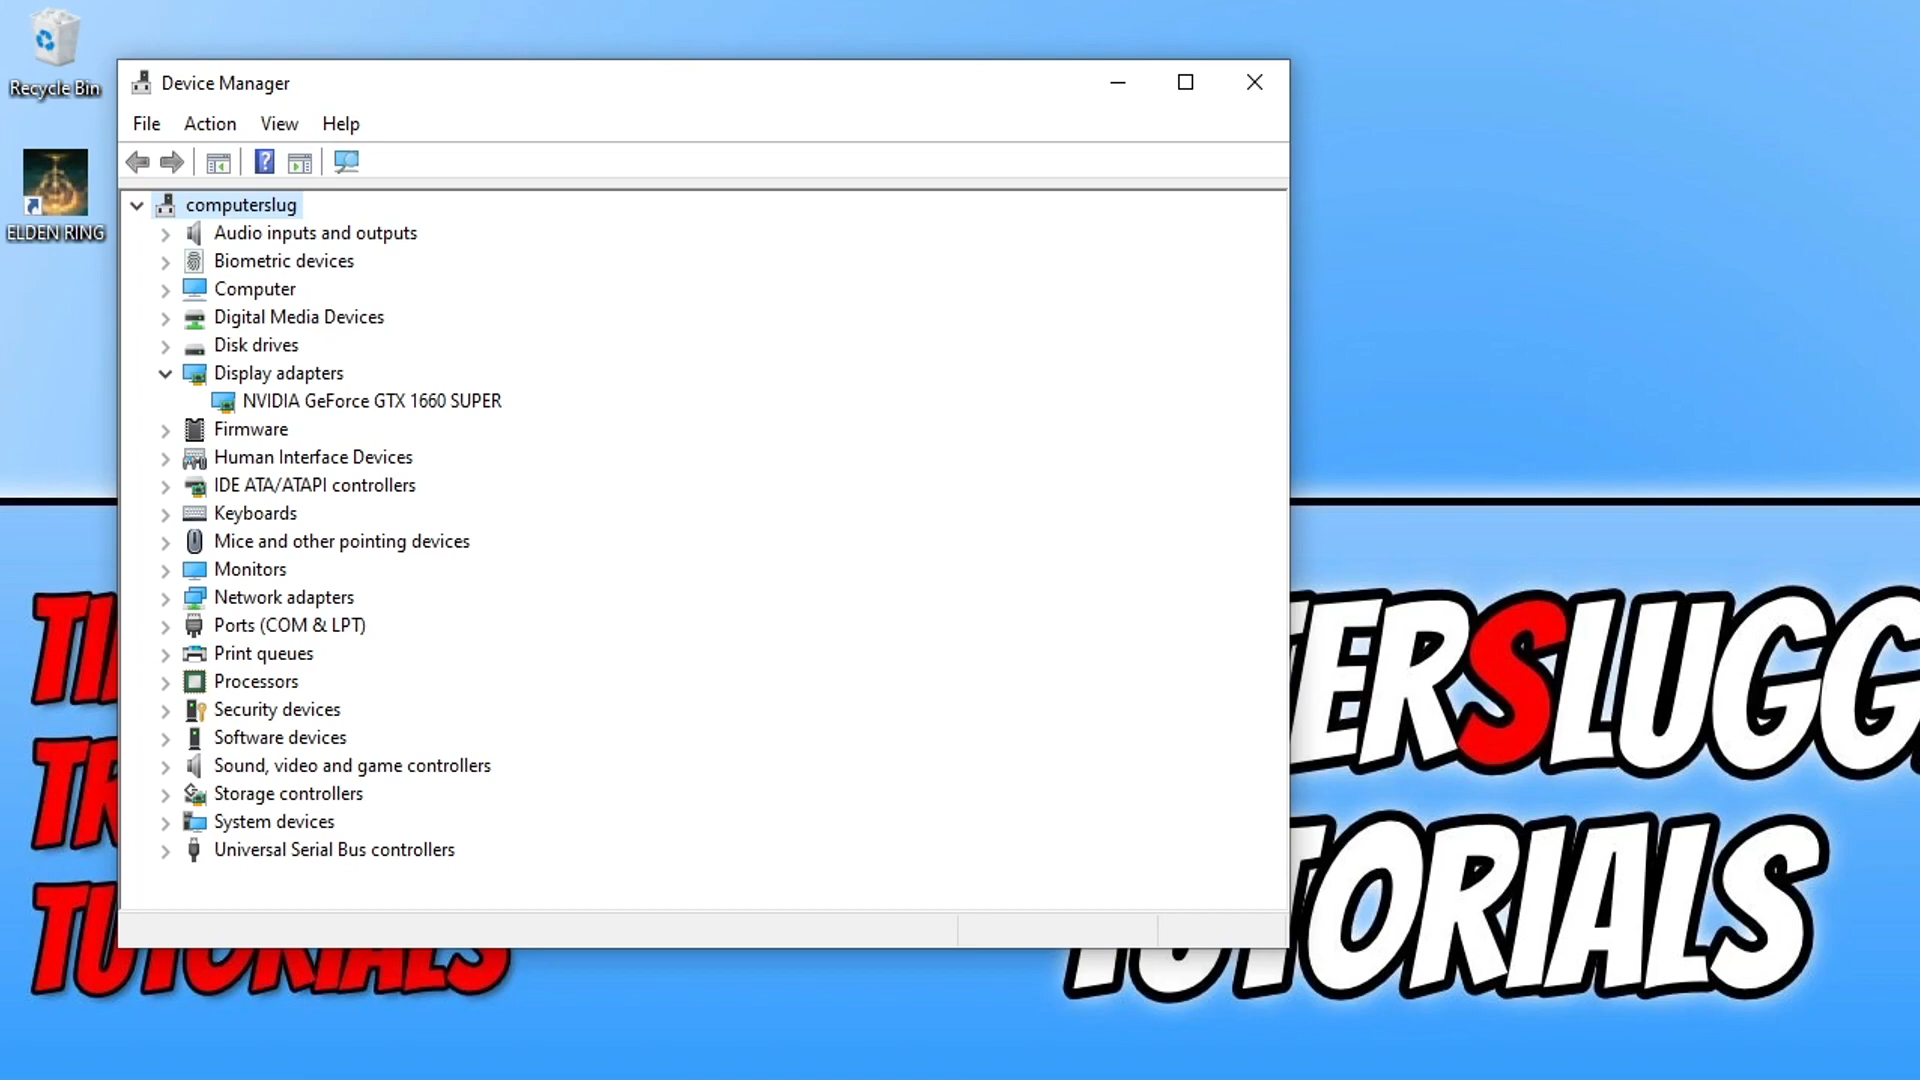 Recycle Bin
ELDEN RING
Device Manager
File Action View Help
computerslug
Audio inputs and outputs
Biometric devices
Computer
Digital Media Devices
Disk drives
Display adapters
NVIDIA GeForce GTX 1660 SUPER
Firmware
Human Interface Devices
IDE ATA/ATAPI controllers
Keyboards
Mice and other pointing devices
Monitors
Network adapters
Ports (COM & LPT)
Print queues
Processors
Security devices
Software devices
Sound, video and game controllers
Storage controllers
System devices
Universal Serial Bus controllers
TUTORIALS
TERSLUGG
TUTORIALS